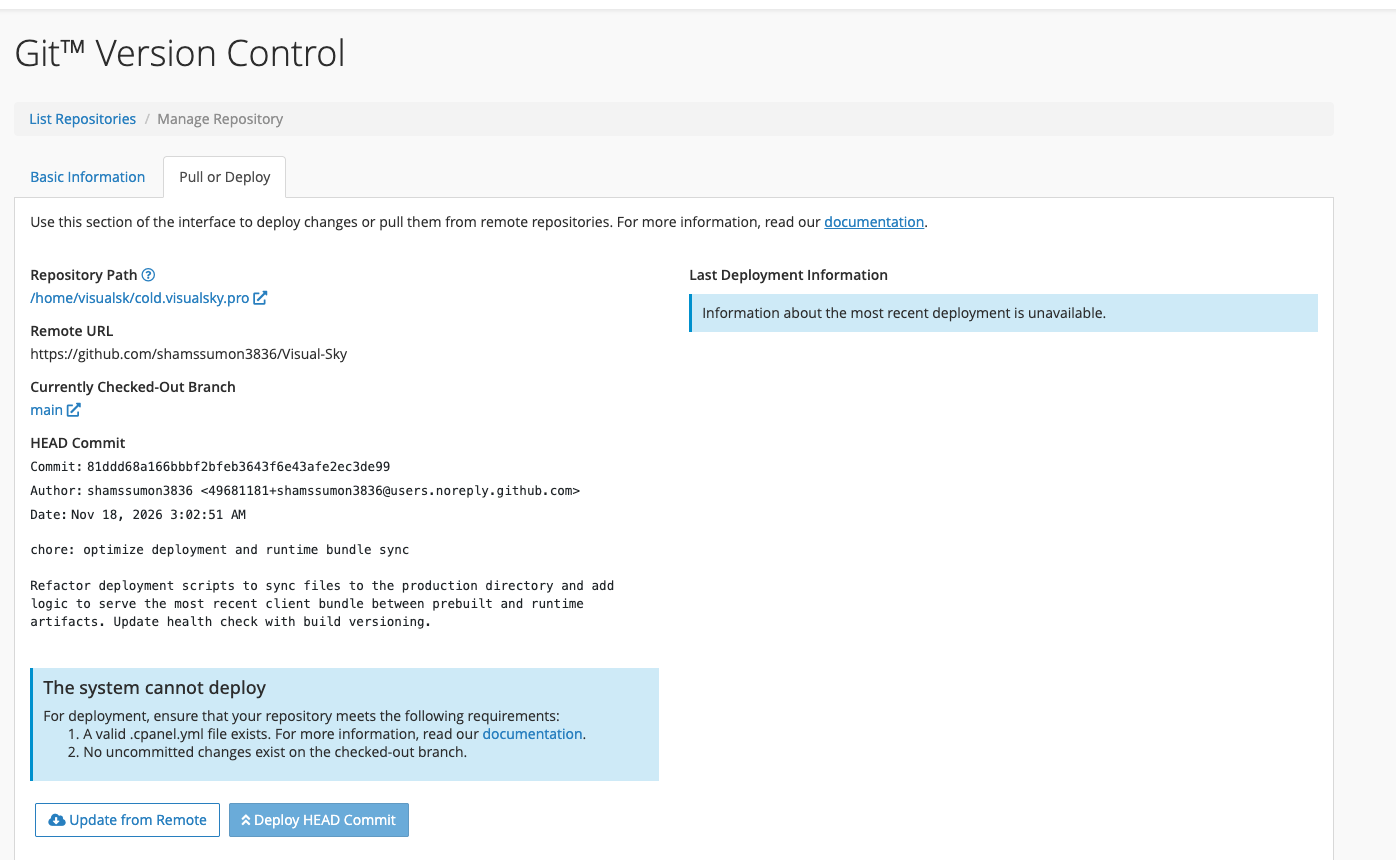 Git™ Version Control
List Repositories / Manage Repository
Basic Information
Pull or Deploy
Use this section of the interface to deploy changes or pull them from remote repositories. For more information, read our documentation.
Repository Path
/home/visualsk/cold.visualsky.pro
Remote URL
https://github.com/shamssumon3836/Visual-Sky
Currently Checked-Out Branch
main
HEAD Commit
Commit: 81ddd68a166bbbf2bfeb3643f6e43afe2ec3de99
Author: shamssumon3836 <49681181+shamssumon3836@users.noreply.github.com>
Date: Nov 18, 2026 3:02:51 AM
chore: optimize deployment and runtime bundle sync
Refactor deployment scripts to sync files to the production directory and add
logic to serve the most recent client bundle between prebuilt and runtime
artifacts. Update health check with build versioning.
The system cannot deploy
For deployment, ensure that your repository meets the following requirements:
1. A valid .cpanel.yml file exists. For more information, read our documentation.
2. No uncommitted changes exist on the checked-out branch.
Update from Remote
Deploy HEAD Commit
Last Deployment Information
Information about the most recent deployment is unavailable.